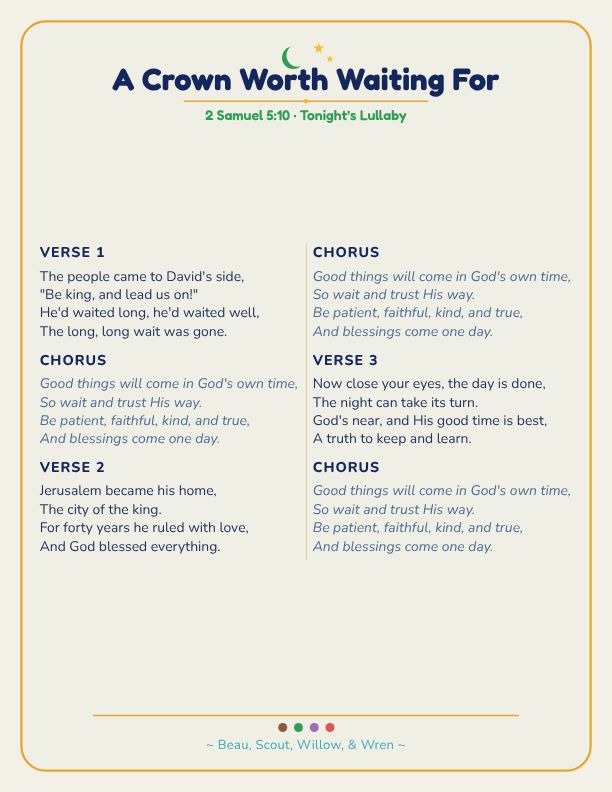 A Crown Worth Waiting For
2 Samuel 5:10 · Tonight's Lullaby
VERSE 1
The people came to David's side,
"Be king, and lead us on!"
He'd waited long, he'd waited well,
The long, long wait was gone.
CHORUS
Good things will come in God's own time,
So wait and trust His way.
Be patient, faithful, kind, and true,
And blessings come one day.
VERSE 2
Jerusalem became his home,
The city of the king.
For forty years he ruled with love,
And God blessed everything.
CHORUS
Good things will come in God's own time,
So wait and trust His way.
Be patient, faithful, kind, and true,
And blessings come one day.
VERSE 3
Now close your eyes, the day is done,
The night can take its turn.
God's near, and His good time is best,
A truth to keep and learn.
CHORUS
Good things will come in God's own time,
So wait and trust His way.
Be patient, faithful, kind, and true,
And blessings come one day.
~ Beau, Scout, Willow, & Wren ~